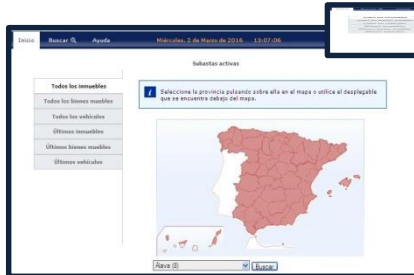 Inicio Buscar Ayuda Miércoles, 2 de Marzo de 2016 13:07:06
Subastas activas
Todos los inmuebles
Todos los bienes muebles
Todos los vehículos
Últimos inmuebles
Últimos bienes muebles
Últimos vehículos
i Seleccione la provincia pulsando sobre ella en el mapa o utilice el desplegable
que se encuentra debajo del mapa.
Álava (0) Buscar